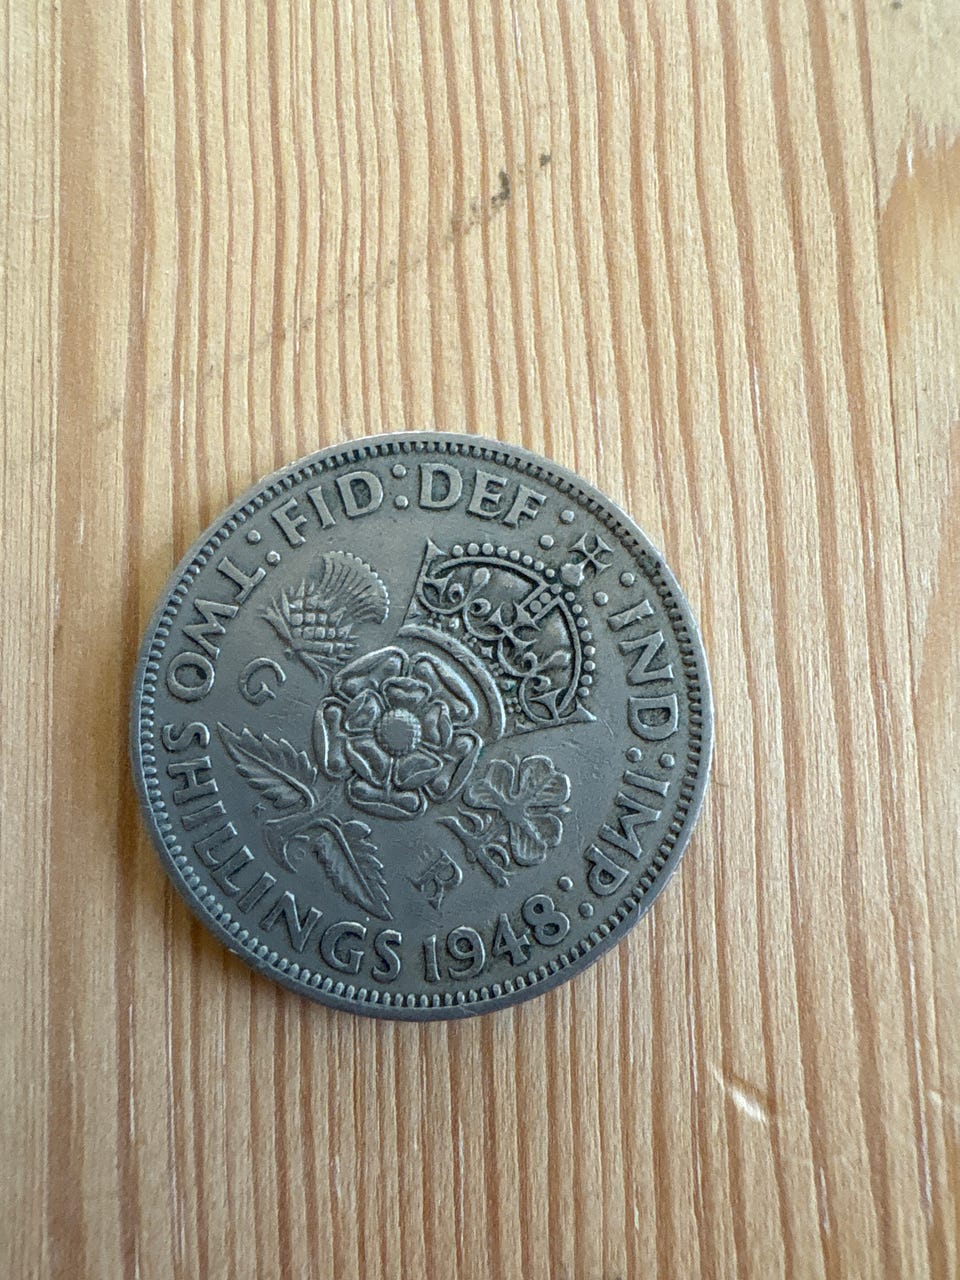 FID:DEF
IND:IMP
TWO SHILLINGS 1948
G
R